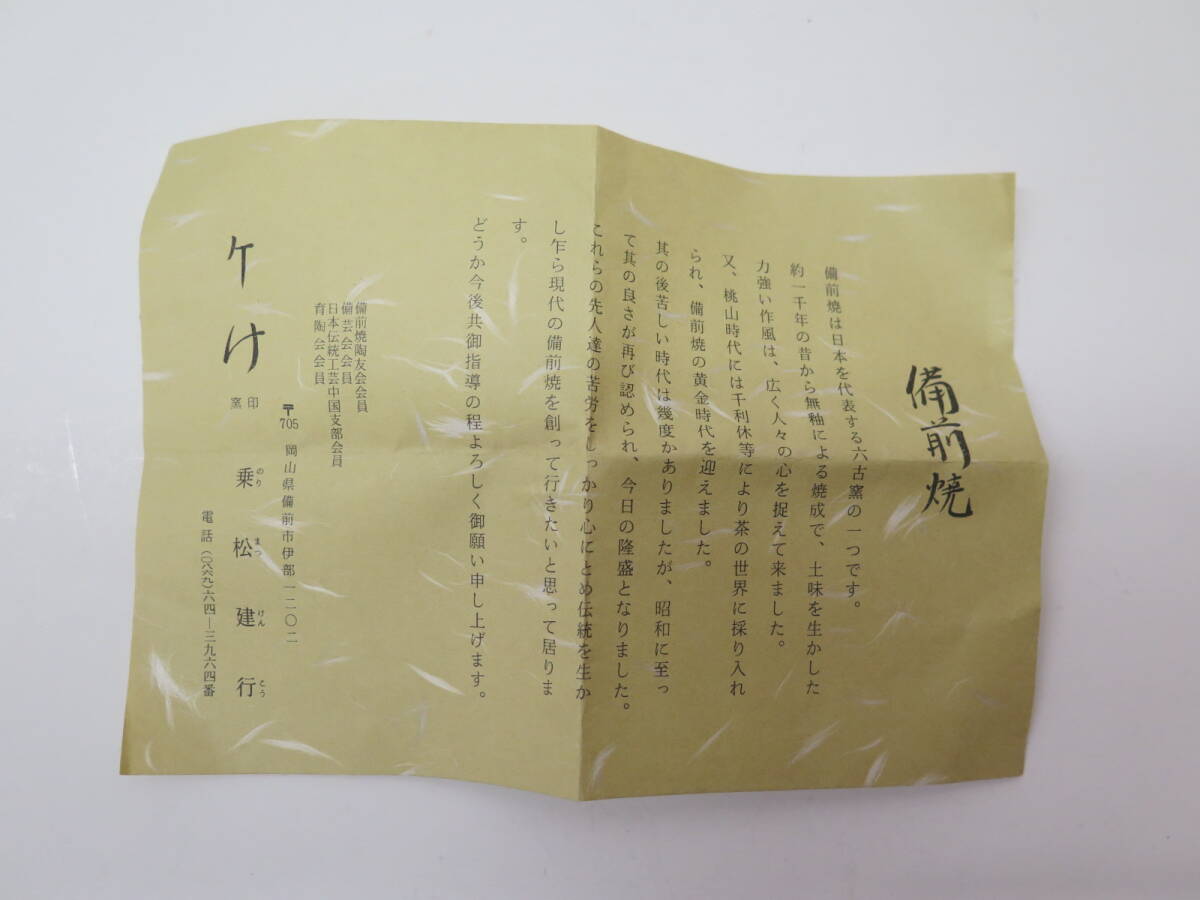 備前焼
備前焼は日本を代表する六古窯の一つです。
約一千年の昔から無釉による焼成で、土味を生かした
力強い作風は、広く人々の心を捉えて来ました。
又、桃山時代には千利休等により茶の世界に採り入れ
られ、備前焼の黄金時代を迎えました。
其の後苦しい時代は幾度かありましたが、昭和に至っ
て其の良さが再び認められ、今日の隆盛となりました。
これらの先人達の苦労をしっかり心にとめ伝統を生か
し乍ら現代の備前焼を創って行きたいと思って居りま
す。
どうか今後共御指導の程よろしく御願い申し上げます。
備前焼陶友会会員
備芸会会員
日本伝統工芸中国支部会員
育陶会会員
〒705 岡山県備前市伊部一二〇二
窯印 乗松建行
のりまつけんとう
電話(〇八六九)六四―三九六四番
ケ け